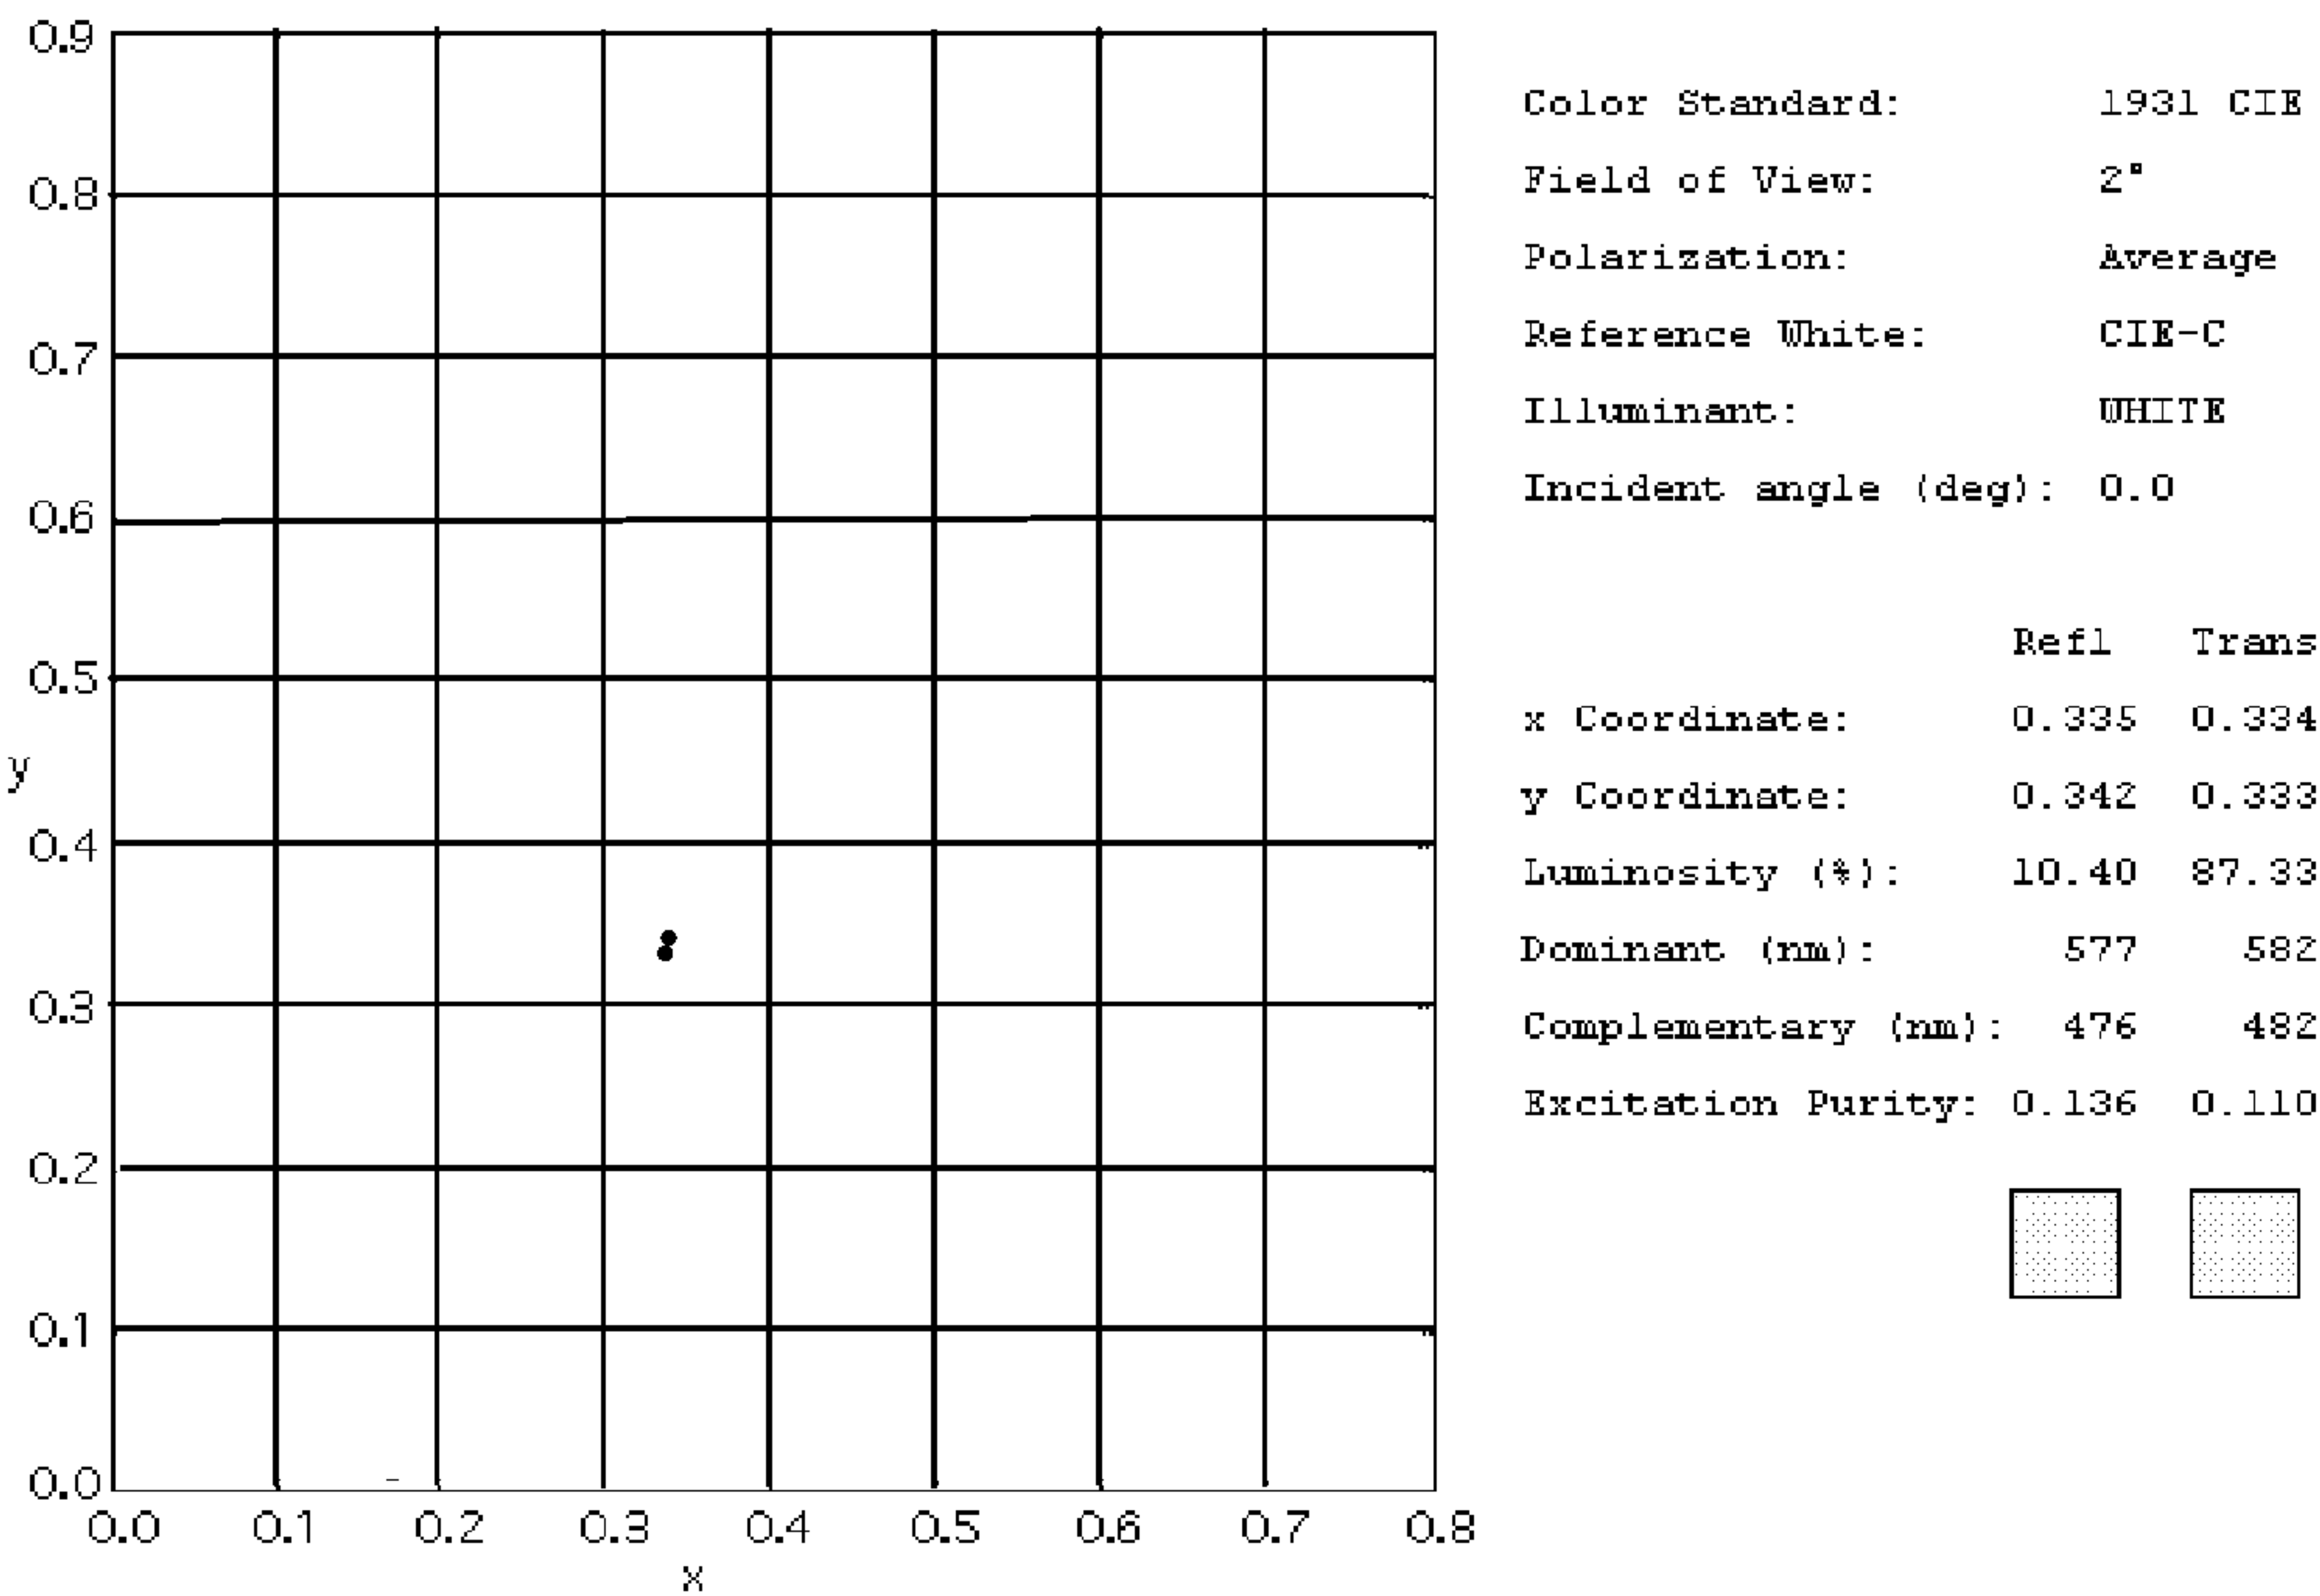 0.9
0.8
0.7
0.6
0.5
y
0.4
0.3
0.2
0.1
0.0
0.0 0.1 0.2 0.3 0.4 0.5 0.6 0.7 0.8
x
Color Standard: 1931 CIE
Field of View: 2°
Polarization: Average
Reference White: CIE-C
Illuminant: WHITE
Incident angle (deg): 0.0
Refl Trans
x Coordinate: 0.335 0.334
y Coordinate: 0.342 0.333
Luminosity (%): 10.40 87.33
Dominant (nm): 577 582
Complementary (nm): 476 482
Excitation Purity: 0.136 0.110